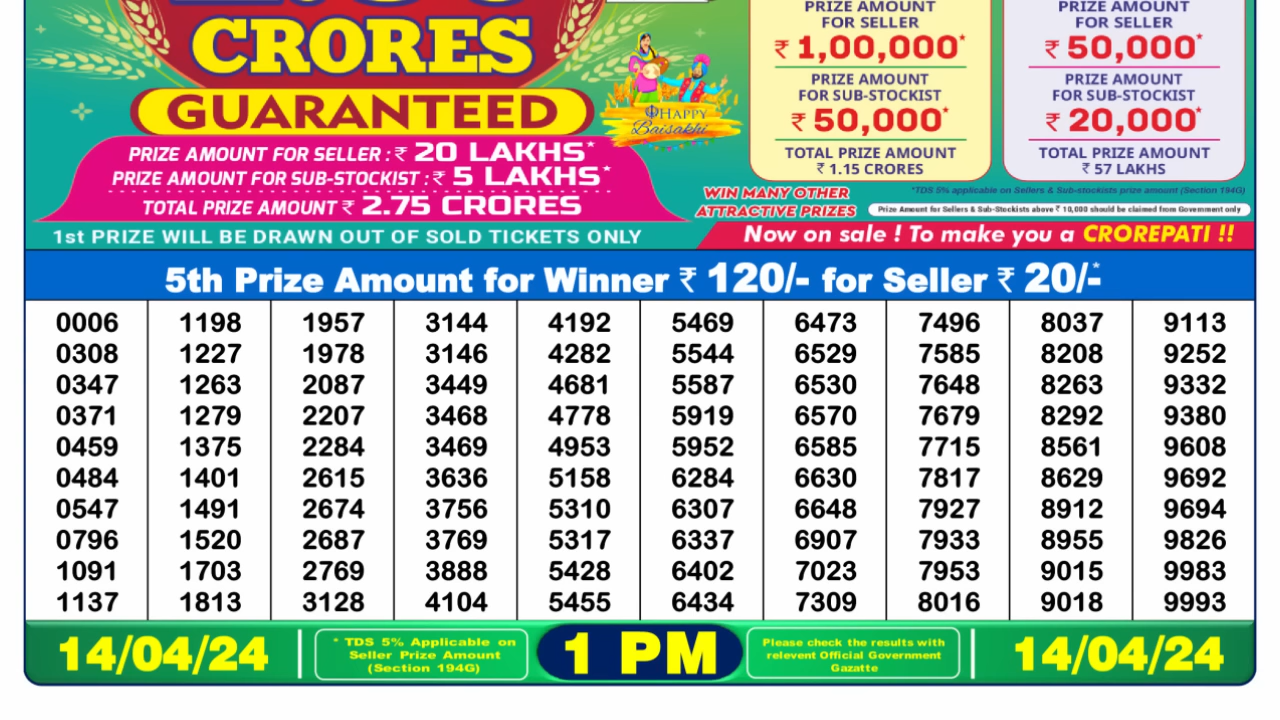 CRORES
GUARANTEED
PRIZE AMOUNT FOR SELLER :₹ 20 LAKHS*
PRIZE AMOUNT FOR SUB-STOCKIST :₹ 5 LAKHS*
TOTAL PRIZE AMOUNT ₹ 2.75 CRORES
1st PRIZE WILL BE DRAWN OUT OF SOLD TICKETS ONLY
HAPPY
Baisakhi
PRIZE AMOUNT
FOR SELLER
₹ 1,00,000*
PRIZE AMOUNT
FOR SUB-STOCKIST
₹ 50,000*
TOTAL PRIZE AMOUNT
₹ 1.15 CRORES
PRIZE AMOUNT
FOR SELLER
₹ 50,000*
PRIZE AMOUNT
FOR SUB-STOCKIST
₹ 20,000*
TOTAL PRIZE AMOUNT
₹ 57 LAKHS
WIN MANY OTHER
ATTRACTIVE PRIZES
*TDS 5% applicable on Sellers & Sub-stockists prize amount (Section 194G)
Prize Amount for Sellers & Sub-Stockists above ₹ 10,000 should be claimed from Government only
Now on sale ! To make you a CROREPATI !!
5th Prize Amount for Winner ₹ 120/- for Seller ₹ 20/-*
0006 1198 1957 3144 4192 5469 6473 7496 8037 9113
0308 1227 1978 3146 4282 5544 6529 7585 8208 9252
0347 1263 2087 3449 4681 5587 6530 7648 8263 9332
0371 1279 2207 3468 4778 5919 6570 7679 8292 9380
0459 1375 2284 3469 4953 5952 6585 7715 8561 9608
0484 1401 2615 3636 5158 6284 6630 7817 8629 9692
0547 1491 2674 3756 5310 6307 6648 7927 8912 9694
0796 1520 2687 3769 5317 6337 6907 7933 8955 9826
1091 1703 2769 3888 5428 6402 7023 7953 9015 9983
1137 1813 3128 4104 5455 6434 7309 8016 9018 9993
14/04/24
* TDS 5% Applicable on
Seller Prize Amount
(Section 194G)
1 PM
Please check the results with
relevent Official Government
Gazatte
14/04/24